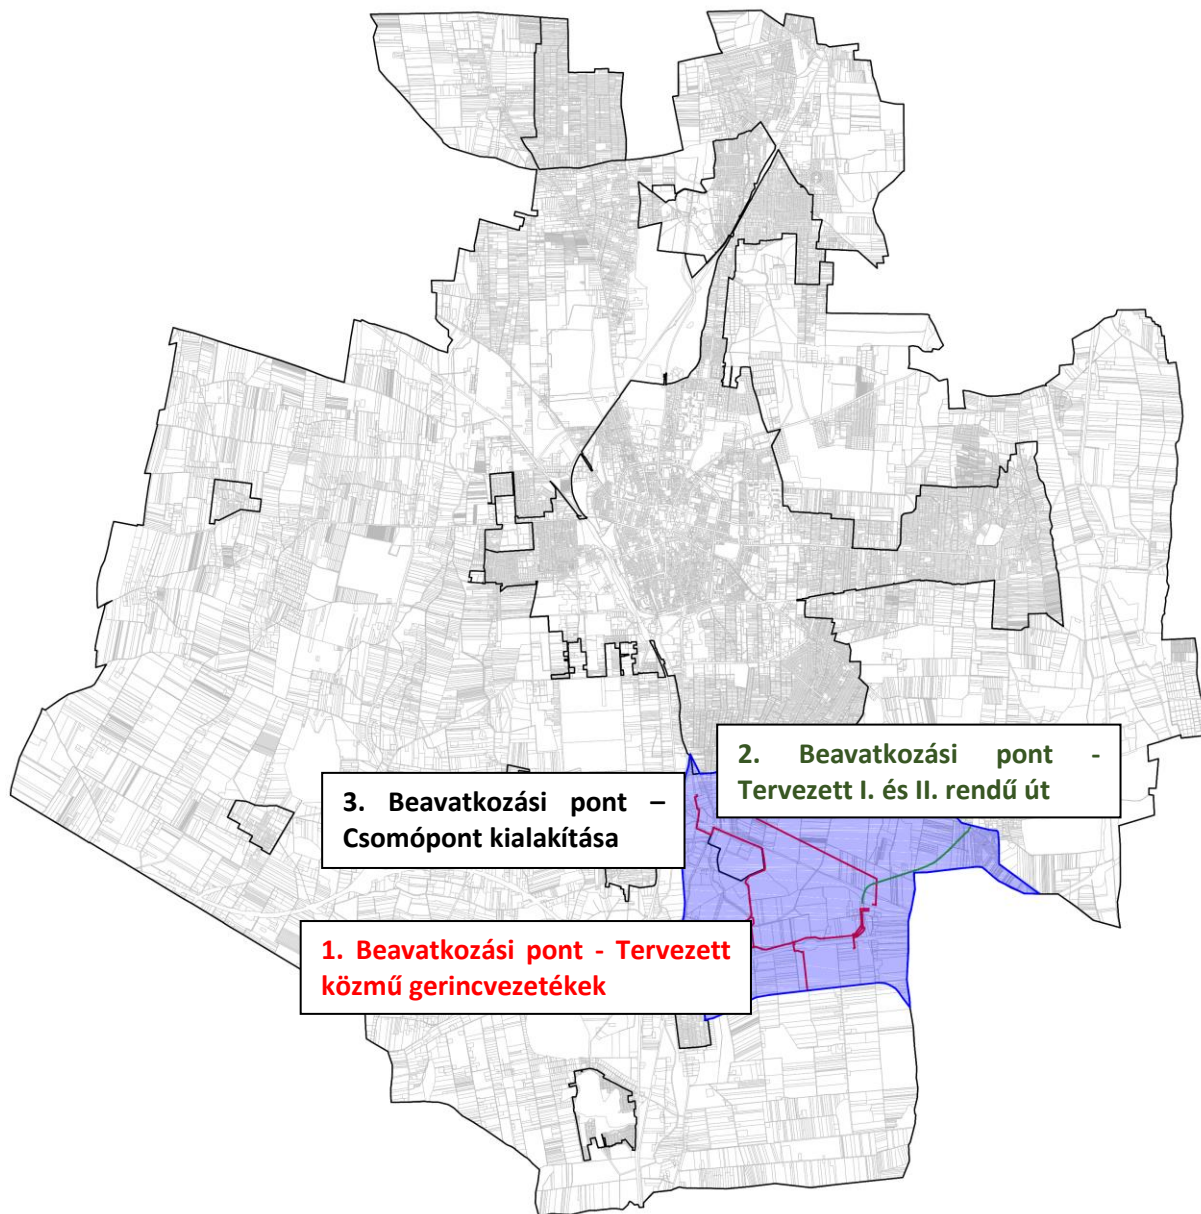 2. Beavatkozási pont -
Tervezett I. és II. rendű út
3. Beavatkozási pont –
Csomópont kialakítása
1. Beavatkozási pont - Tervezett
közmű gerincvezetékek